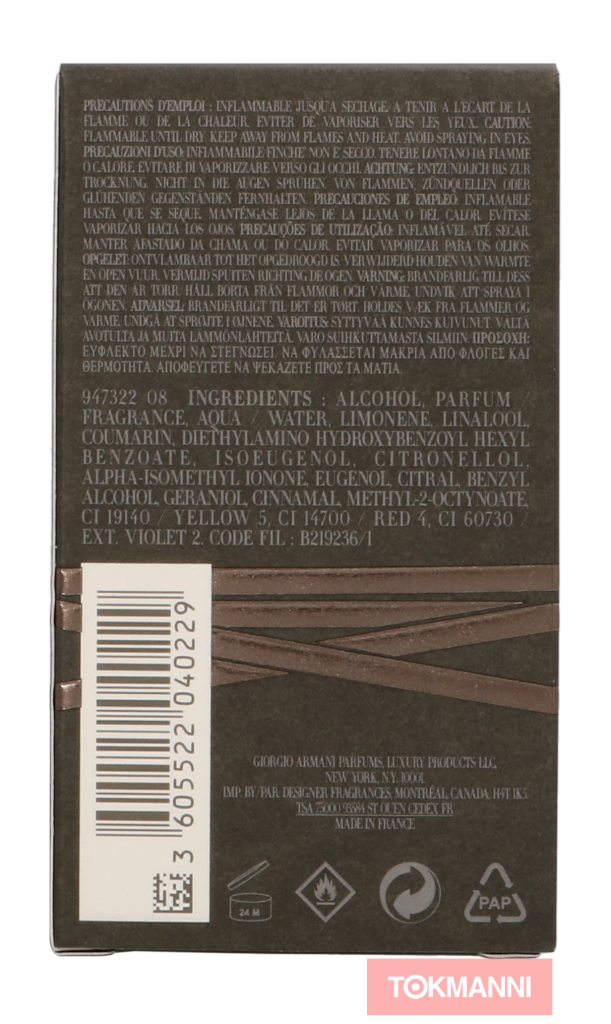 PRECAUTIONS D'EMPLOI : INFLAMMABLE JUSQU'A SECHAGE. A TENIR A L'ECART DE LA
FLAMME OU DE LA CHALEUR. EVITER DE VAPORISER VERS LES YEUX. CAUTION:
FLAMMABLE UNTIL DRY. KEEP AWAY FROM FLAMES AND HEAT. AVOID SPRAYING IN EYES.
PRECAUZIONI D'USO: INFIAMMABILE FINCHE' NON E' SECCO. TENERE LONTANO DA FIAMME
O CALORE. EVITARE DI VAPORIZZARE VERSO GLI OCCHI. ACHTUNG: ENTZÜNDLICH BIS ZUR
TROCKNUNG. NICHT IN DIE AUGEN SPRÜHEN. VON FLAMMEN, ZÜNDQUELLEN ODER
GLÜHENDEN GEGENSTÄNDEN FERNHALTEN. PRECAUCIONES DE EMPLEO: INFLAMABLE
HASTA QUE SE SEQUE. MANTÉNGASE LEJOS DE LA LLAMA O DEL CALOR. EVÍTESE
VAPORIZAR HACIA LOS OJOS. PRECAUÇÕES DE UTILIZAÇÃO: INFLAMÁVEL ATÉ SECAR.
MANTER AFASTADO DA CHAMA OU DO CALOR. EVITAR VAPORIZAR PARA OS OLHOS.
OPGELET: ONTVLAMBAAR TOT HET OPGEDROOGD IS. VERWIJDERD HOUDEN VAN WARMTE
EN OPEN VUUR. VERMIJD SPUITEN RICHTING DE OGEN. VARNING: BRANDFARLIG TILL DESS
ATT DEN ÄR TORR. HÅLL BORTA FRÅN FLAMMOR OCH VÄRME. UNDVIK ATT SPRAYA I
ÖGONEN. ADVARSEL: BRANDFARLIGT TIL DET ER TØRT. HOLDES VÆK FRA FLAMMER OG
VARME. UNDGÅ AT SPRØJTE I ØJNENE. VAROITUS: SYTTYVÄÄ KUNNES KUIVUNUT. VÄLTÄ
AVOTULTA JA MUITA LÄMMÖNLÄHTEITÄ. VARO SUIHKUTTAMASTA SILMIIN. ΠΡΟΣΟΧΗ:
ΕΥΦΛΕΚΤΟ ΜΕΧΡΙ ΝΑ ΣΤΕΓΝΩΣΕΙ. ΝΑ ΦΥΛΑΣΣΕΤΑΙ ΜΑΚΡΙΑ ΑΠΟ ΦΛΟΓΕΣ ΚΑΙ
ΘΕΡΜΟΤΗΤΑ. ΑΠΟΦΕΥΓΕΤΕ ΝΑ ΨΕΚΑΖΕΤΕ ΠΡΟΣ ΤΑ ΜΑΤΙΑ.
947322 08 INGREDIENTS : ALCOHOL, PARFUM /
FRAGRANCE, AQUA / WATER, LIMONENE, LINALOOL,
COUMARIN, DIETHYLAMINO HYDROXYBENZOYL HEXYL
BENZOATE, ISOEUGENOL, CITRONELLOL,
ALPHA-ISOMETHYL IONONE, EUGENOL, CITRAL, BENZYL
ALCOHOL, GERANIOL, CINNAMAL, METHYL-2-OCTYNOATE,
CI 19140 / YELLOW 5, CI 14700 / RED 4, CI 60730 /
EXT. VIOLET 2. CODE FIL : B219236/1
3 605522 040229
GIORGIO ARMANI PARFUMS, LUXURY PRODUCTS LLC,
NEW YORK, N.Y. 10001.
IMP. BY/PAR. DESIGNER FRAGRANCES, MONTRÉAL, CANADA, H4T 1K5.
TSA 75000 93584 ST OUEN CEDEX FR
MADE IN FRANCE
24 M
PAP
TOKMANNI